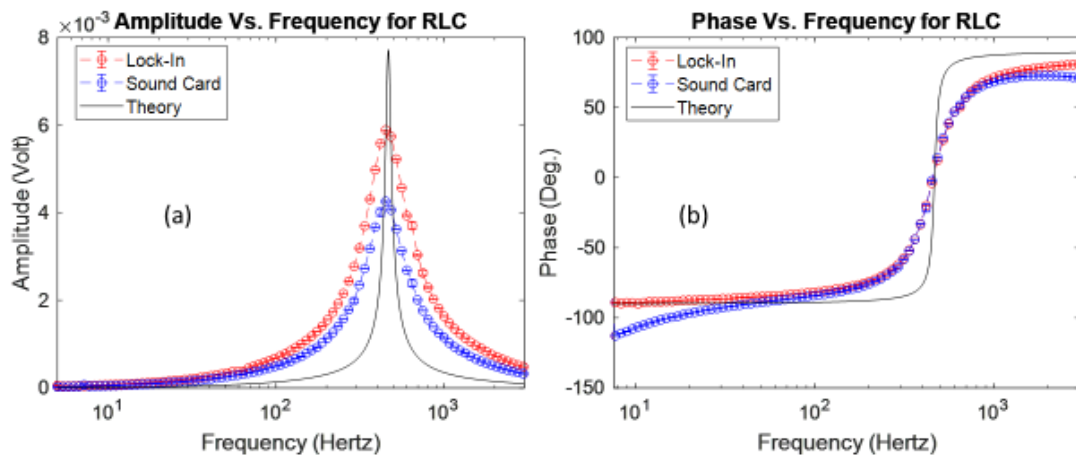 ×10⁻³ Amplitude Vs. Frequency for RLC
8
6
4
2
0
Amplitude (Volt)
Lock-In
Sound Card
Theory
(a)
10¹ 10² 10³
Frequency (Hertz)
Phase Vs. Frequency for RLC
100
50
0
-50
-100
-150
Phase (Deg.)
Lock-In
Sound Card
Theory
(b)
10¹ 10² 10³
Frequency (Hertz)